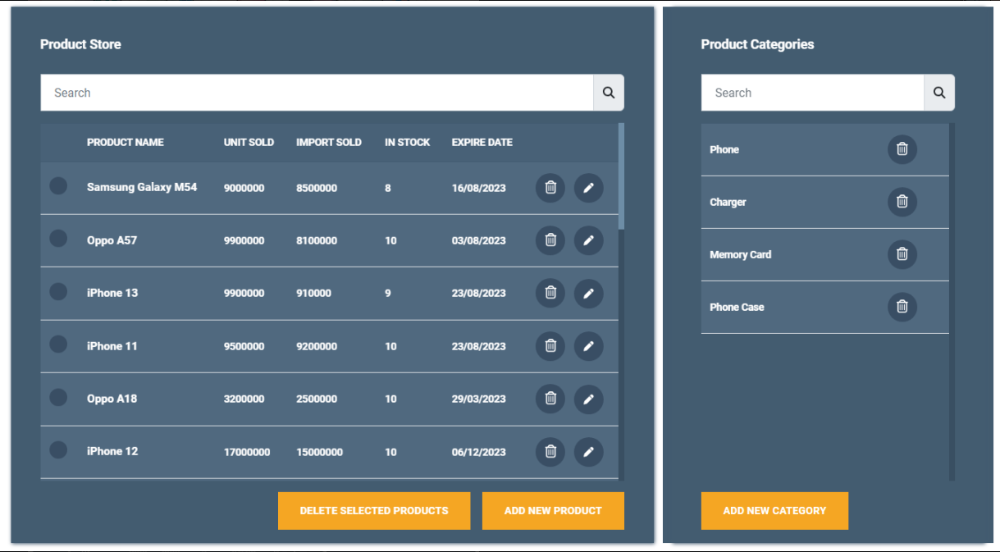 Product Store
Search
PRODUCT NAME UNIT SOLD IMPORT SOLD IN STOCK EXPIRE DATE
Samsung Galaxy M54 9000000 8500000 8 16/08/2023
Oppo A57 9900000 8100000 10 03/08/2023
iPhone 13 9900000 910000 9 23/08/2023
iPhone 11 9500000 9200000 10 23/08/2023
Oppo A18 3200000 2500000 10 29/03/2023
iPhone 12 17000000 15000000 10 06/12/2023
DELETE SELECTED PRODUCTS ADD NEW PRODUCT
Product Categories
Search
Phone
Charger
Memory Card
Phone Case
ADD NEW CATEGORY